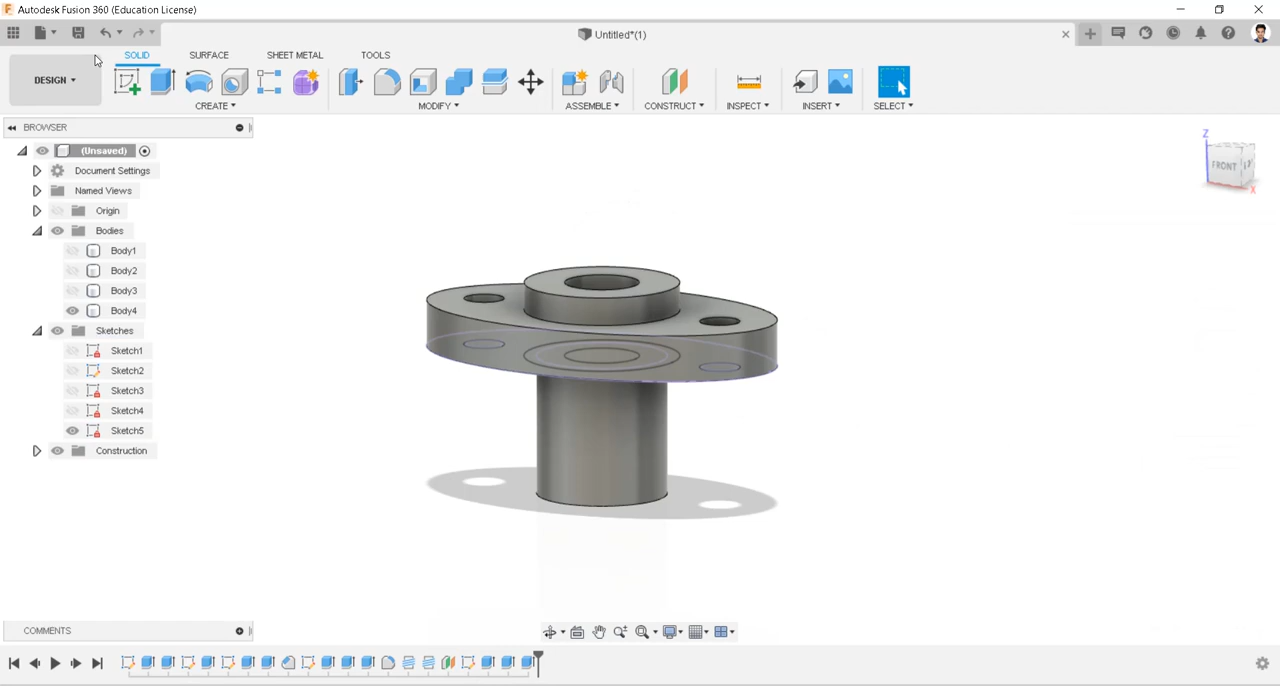 Autodesk Fusion 360 (Education License)
Untitled*(1)
SOLID SURFACE SHEET METAL TOOLS
DESIGN ▾
CREATE ▾ MODIFY ▾ ASSEMBLE ▾ CONSTRUCT ▾ INSPECT ▾ INSERT ▾ SELECT ▾
BROWSER
(Unsaved)
Document Settings
Named Views
Origin
Bodies
Body1
Body2
Body3
Body4
Sketches
Sketch1
Sketch2
Sketch3
Sketch4
Sketch5
Construction
Z
FRONT
X
COMMENTS